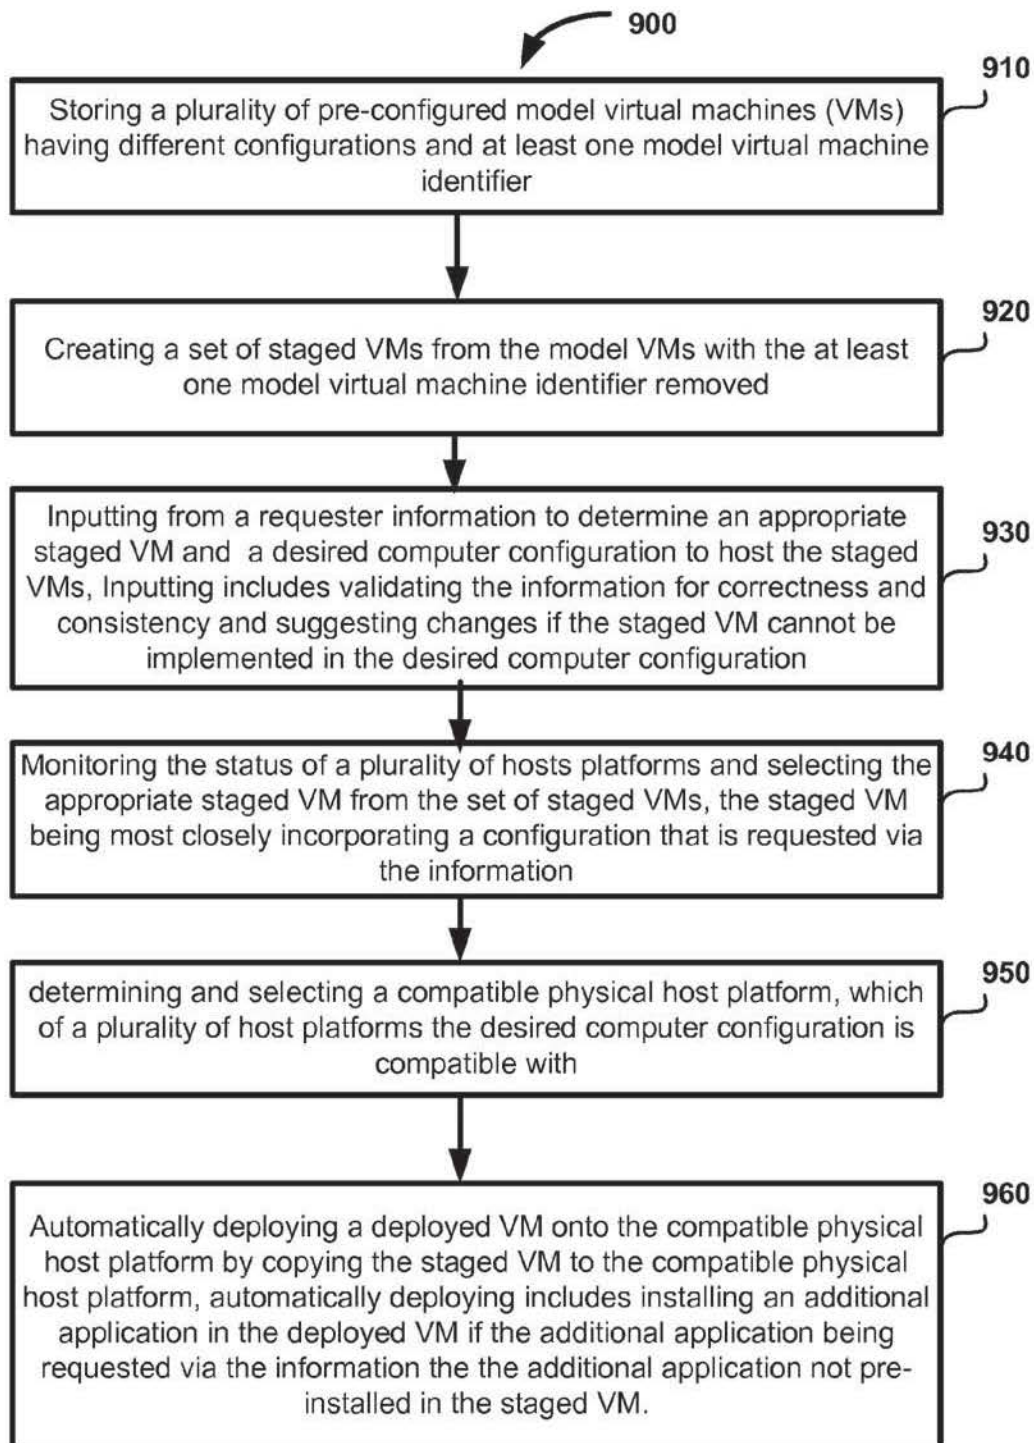 900
910
Storing a plurality of pre-configured model virtual machines (VMs)
having different configurations and at least one model virtual machine
identifier
920
Creating a set of staged VMs from the model VMs with the at least
one model virtual machine identifier removed
930
Inputting from a requester information to determine an appropriate
staged VM and a desired computer configuration to host the staged
VMs, Inputting includes validating the information for correctness and
consistency and suggesting changes if the staged VM cannot be
implemented in the desired computer configuration
940
Monitoring the status of a plurality of hosts platforms and selecting the
appropriate staged VM from the set of staged VMs, the staged VM
being most closely incorporating a configuration that is requested via
the information
950
determining and selecting a compatible physical host platform, which
of a plurality of host platforms the desired computer configuration is
compatible with
960
Automatically deploying a deployed VM onto the compatible physical
host platform by copying the staged VM to the compatible physical
host platform, automatically deploying includes installing an additional
application in the deployed VM if the additional application being
requested via the information the the additional application not pre-
installed in the staged VM.